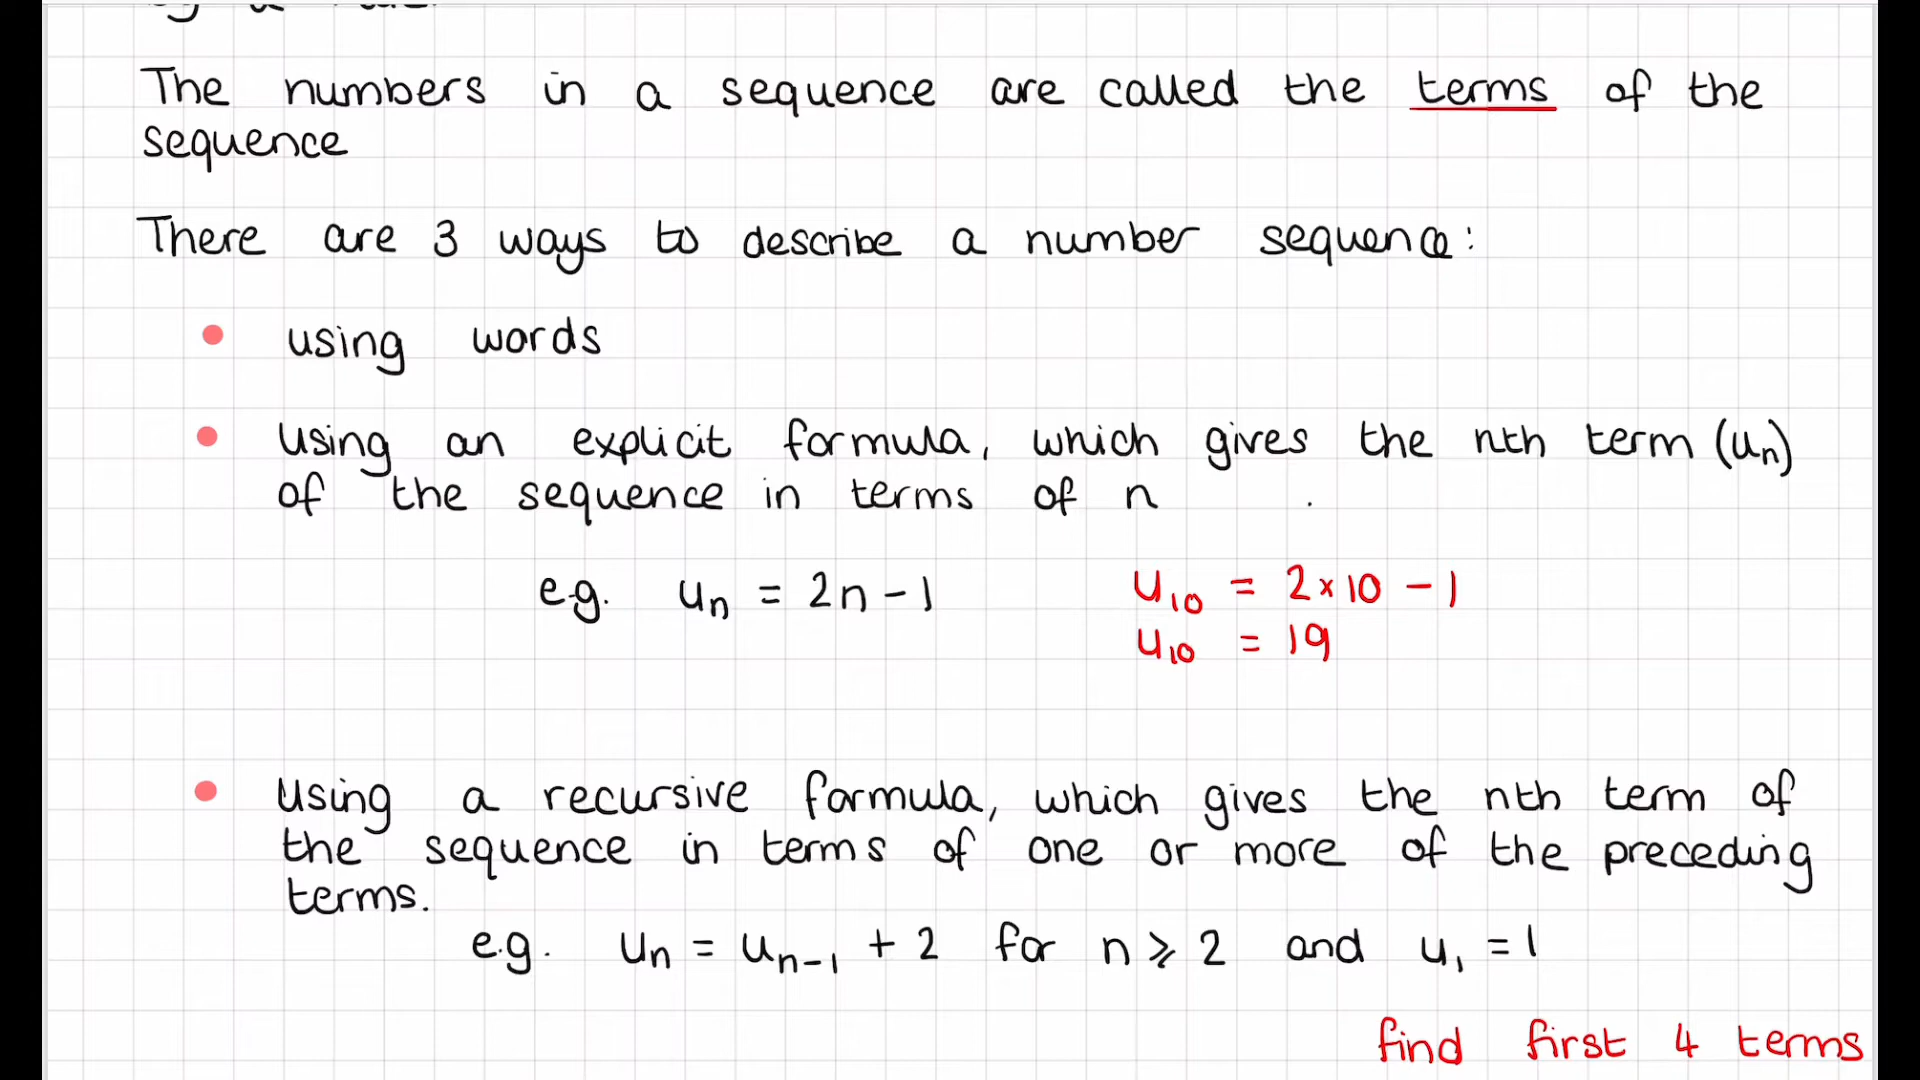 The numbers in a sequence are called the terms of the
sequence
There are 3 ways to describe a number sequence:
• using words
• Using an explicit formula, which gives the nth term (uₙ)
of the sequence in terms of n .
e.g. uₙ = 2n - 1
u₁₀ = 2 × 10 - 1
u₁₀ = 19
• Using a recursive formula, which gives the nth term of
the sequence in terms of one or more of the preceding
terms.
e.g. uₙ = uₙ₋₁ + 2 for n ⩾ 2 and u₁ = 1
find first 4 terms